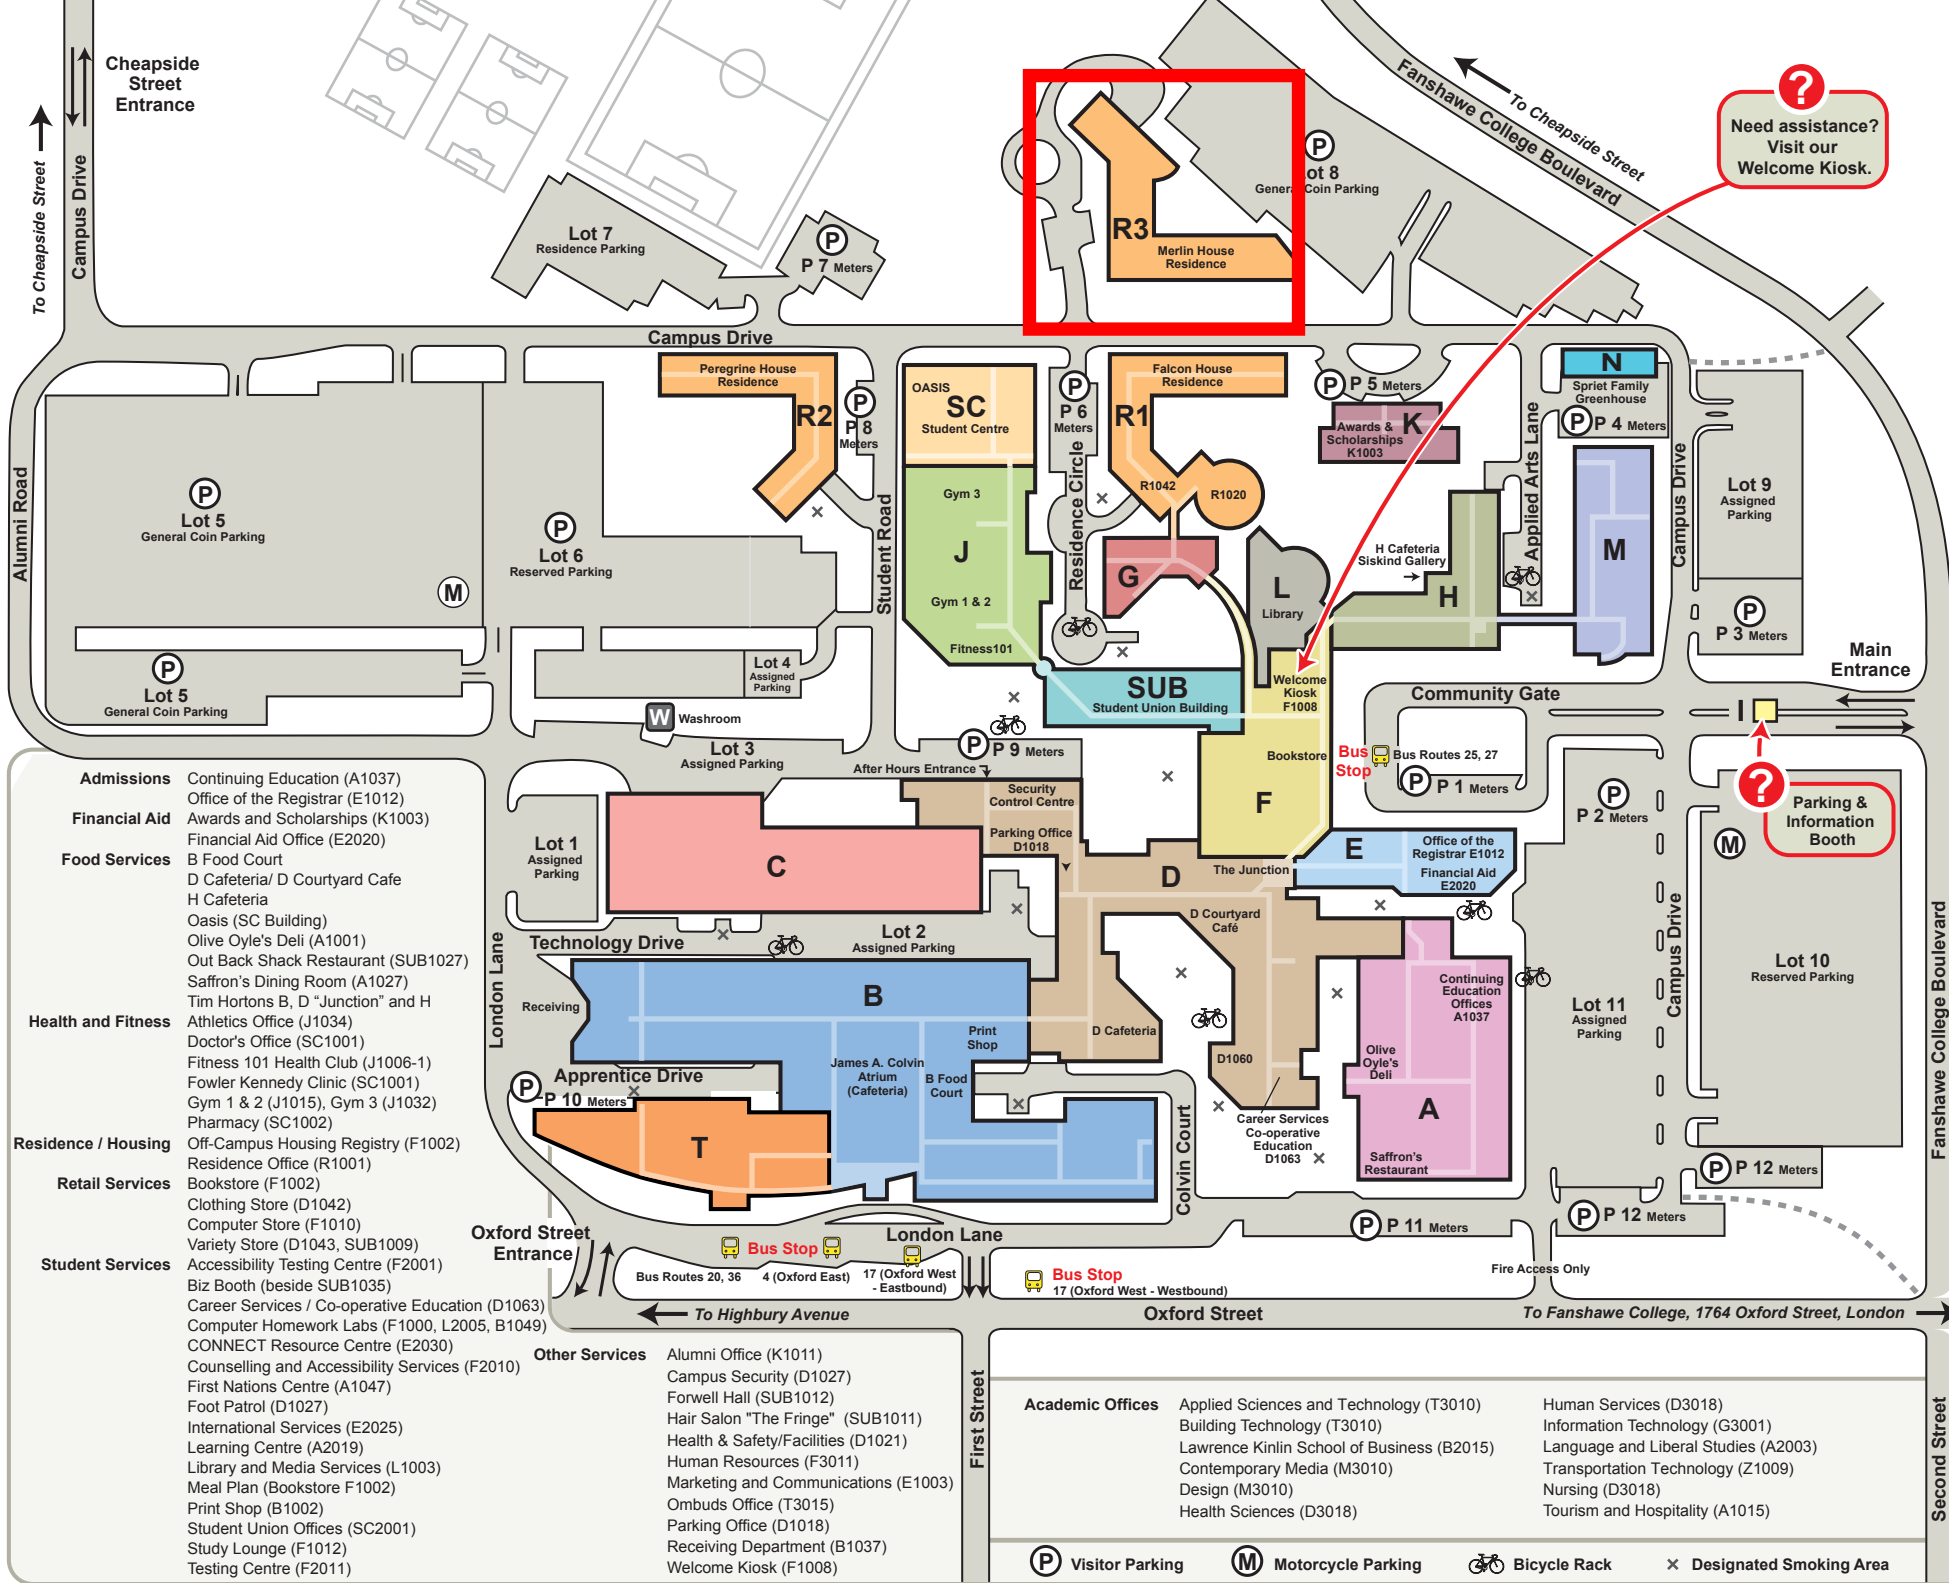 Cheapside
Street
Entrance
To Cheapside Street
Campus Drive
Lot 7
Residence Parking
P
P 7 Meters
R3
Merlin House
Residence
P
ot 8
General Coin Parking
To Cheapside Street
Fanshawe College Boulevard
?
Need assistance?
Visit our
Welcome Kiosk.
Campus Drive
Peregrine House
Residence
R2
P
P 8
Meters
OASIS
SC
Student Centre
P
P 6
Meters
Falcon House
Residence
R1
R1042
R1020
P
P 5 Meters
Awards &
Scholarships
K1003
K
N
Spriet Family
Greenhouse
P
P 4 Meters
Applied Arts Lane
Campus Drive
Lot 9
Assigned
Parking
Alumni Road
P
Lot 5
General Coin Parking
M
P
Lot 6
Reserved Parking
Student Road
Gym 3
J
Gym 1 & 2
Fitness101
Residence Circle
G
L
Library
H Cafeteria
Siskind Gallery
H
M
P
P 3 Meters
Main
Entrance
P
Lot 5
General Coin Parking
Lot 4
Assigned
Parking
W
Washroom
Lot 3
Assigned Parking
SUB
Student Union Building
Welcome
Kiosk
F1008
Community Gate
I
P
P 9 Meters
After Hours Entrance
Bookstore
F
Bus
Stop
Bus Routes 25, 27
P
P 1 Meters
P
P 2 Meters
?
Parking &
Information
Booth
M
Security
Control Centre
Parking Office
D1018
Lot 1
Assigned
Parking
C
D
The Junction
E
Office of the
Registrar E1012
Financial Aid
E2020
D Courtyard
Café
Technology Drive
Lot 2
Assigned Parking
London Lane
Receiving
B
Print
Shop
James A. Colvin
Atrium
(Cafeteria)
B Food
Court
D Cafeteria
D1060
Career Services
Co-operative
Education
D1063
Continuing
Education
Offices
A1037
Olive
Oyle's
Deli
A
Saffron's
Restaurant
Lot 11
Assigned
Parking
Campus Drive
Lot 10
Reserved Parking
Fanshawe College Boulevard
Apprentice Drive
P
P 10 Meters
T
Colvin Court
P
P 12 Meters
P
P 12 Meters
P
P 11 Meters
Fire Access Only
Oxford Street
Entrance
London Lane
Bus Stop
Bus Routes 20, 36
4 (Oxford East)
17 (Oxford West
- Eastbound)
Bus Stop
17 (Oxford West - Westbound)
To Highbury Avenue
Oxford Street
To Fanshawe College, 1764 Oxford Street, London
First Street
Second Street
Admissions Continuing Education (A1037)
Office of the Registrar (E1012)
Financial Aid Awards and Scholarships (K1003)
Financial Aid Office (E2020)
Food Services B Food Court
D Cafeteria/ D Courtyard Cafe
H Cafeteria
Oasis (SC Building)
Olive Oyle's Deli (A1001)
Out Back Shack Restaurant (SUB1027)
Saffron's Dining Room (A1027)
Tim Hortons B, D “Junction” and H
Health and Fitness Athletics Office (J1034)
Doctor's Office (SC1001)
Fitness 101 Health Club (J1006-1)
Fowler Kennedy Clinic (SC1001)
Gym 1 & 2 (J1015), Gym 3 (J1032)
Pharmacy (SC1002)
Residence / Housing Off-Campus Housing Registry (F1002)
Residence Office (R1001)
Retail Services Bookstore (F1002)
Clothing Store (D1042)
Computer Store (F1010)
Variety Store (D1043, SUB1009)
Student Services Accessibility Testing Centre (F2001)
Biz Booth (beside SUB1035)
Career Services / Co-operative Education (D1063)
Computer Homework Labs (F1000, L2005, B1049)
CONNECT Resource Centre (E2030)
Counselling and Accessibility Services (F2010)
First Nations Centre (A1047)
Foot Patrol (D1027)
International Services (E2025)
Learning Centre (A2019)
Library and Media Services (L1003)
Meal Plan (Bookstore F1002)
Print Shop (B1002)
Student Union Offices (SC2001)
Study Lounge (F1012)
Testing Centre (F2011)
Other Services Alumni Office (K1011)
Campus Security (D1027)
Forwell Hall (SUB1012)
Hair Salon "The Fringe" (SUB1011)
Health & Safety/Facilities (D1021)
Human Resources (F3011)
Marketing and Communications (E1003)
Ombuds Office (T3015)
Parking Office (D1018)
Receiving Department (B1037)
Welcome Kiosk (F1008)
Academic Offices Applied Sciences and Technology (T3010)
Building Technology (T3010)
Lawrence Kinlin School of Business (B2015)
Contemporary Media (M3010)
Design (M3010)
Health Sciences (D3018)
Human Services (D3018)
Information Technology (G3001)
Language and Liberal Studies (A2003)
Transportation Technology (Z1009)
Nursing (D3018)
Tourism and Hospitality (A1015)
P Visitor Parking
M Motorcycle Parking
Bicycle Rack
Designated Smoking Area